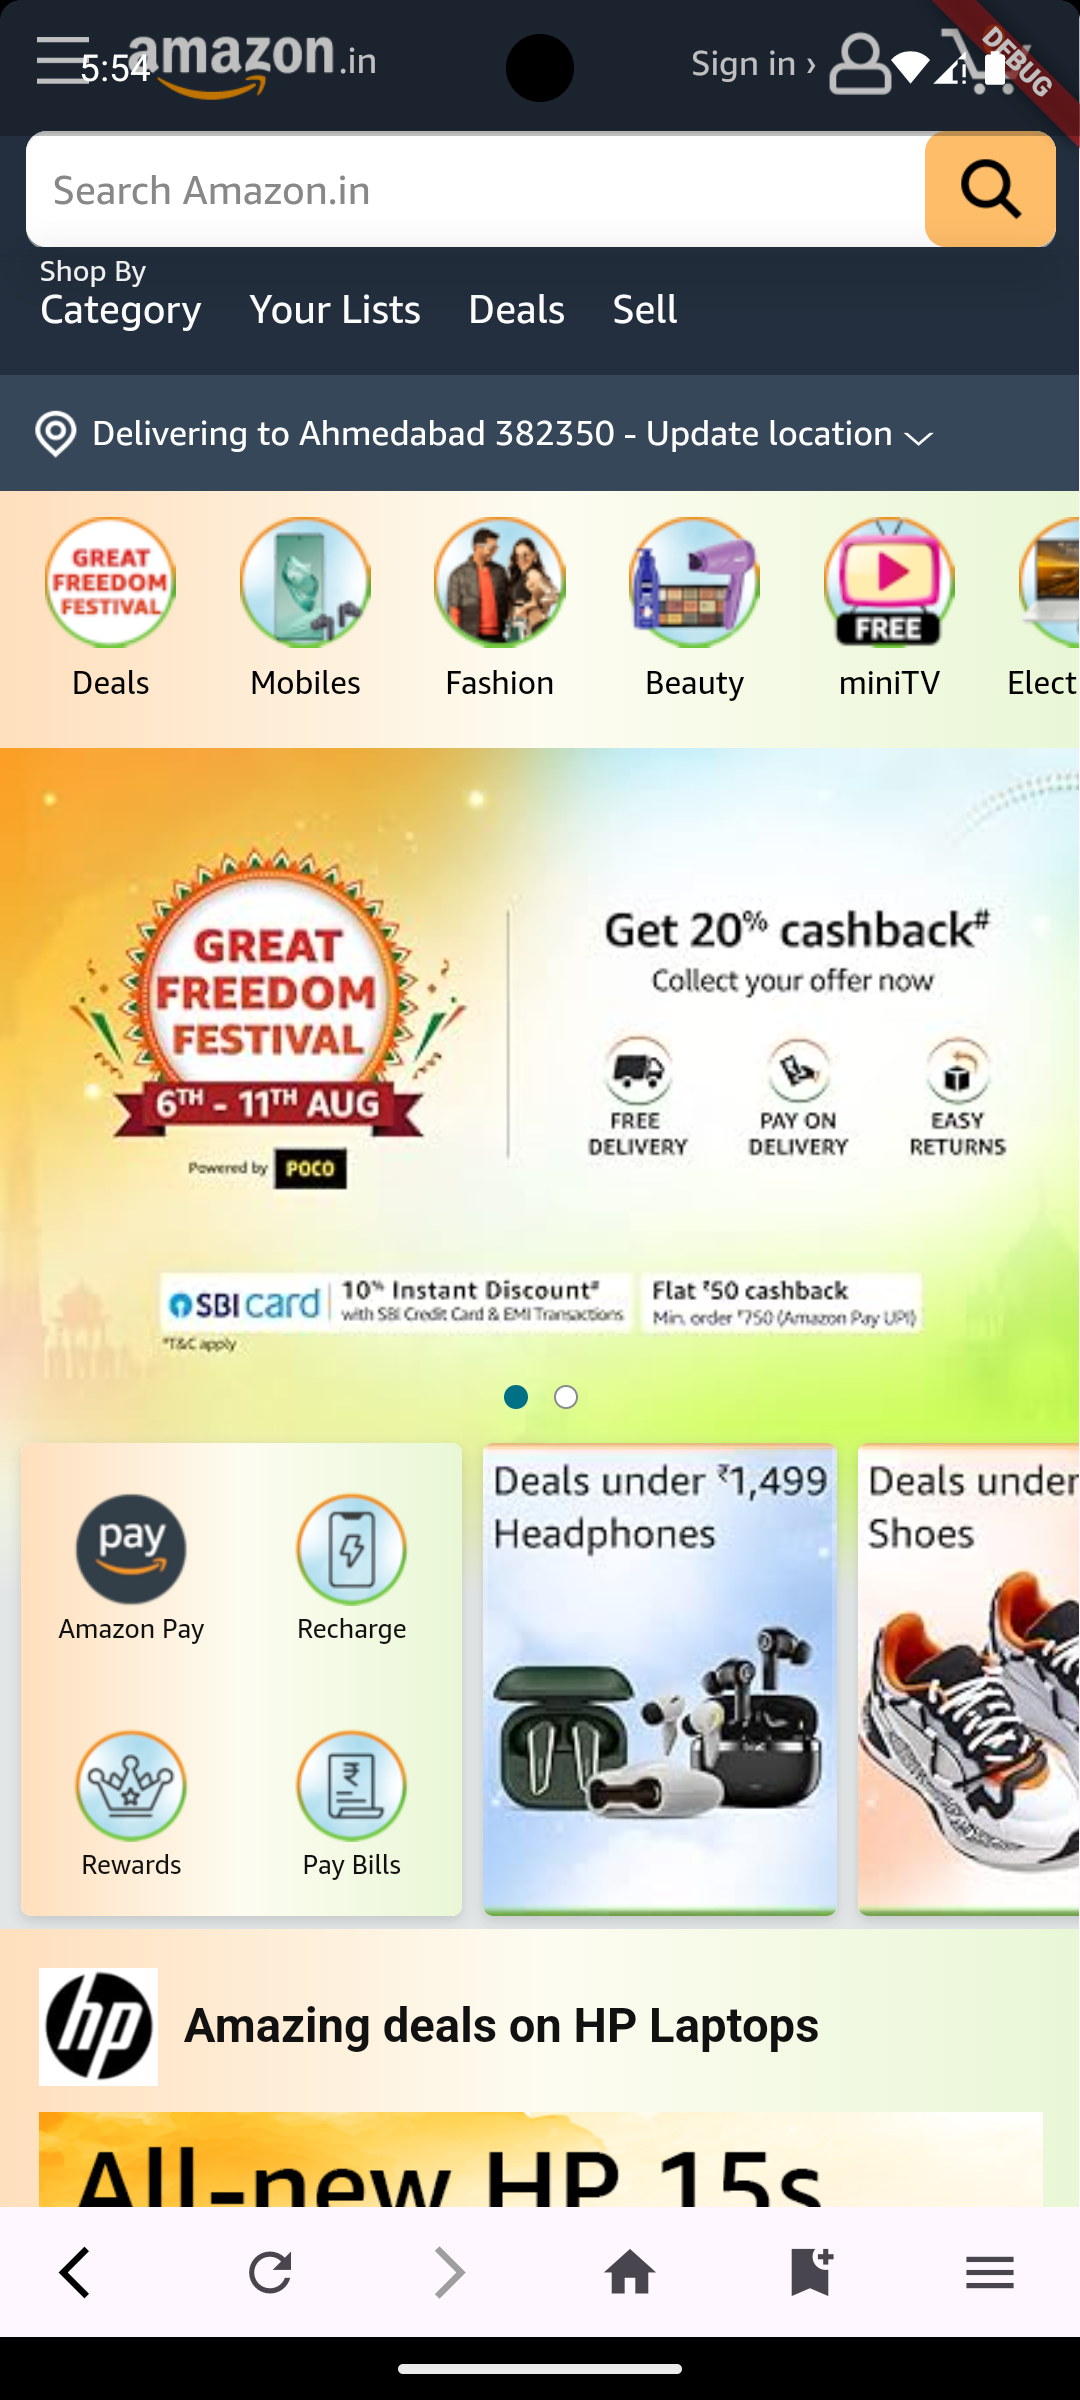 5:54
amazon.in
Sign in ›
DEBUG
Search Amazon.in
Shop By
Category Your Lists Deals Sell
Delivering to Ahmedabad 382350 - Update location
GREAT
FREEDOM
FESTIVAL
FREE
Deals Mobiles Fashion Beauty miniTV Elect
GREAT
FREEDOM
FESTIVAL
6TH - 11TH AUG
Powered by POCO
Get 20% cashback#
Collect your offer now
FREE
DELIVERY
PAY ON
DELIVERY
EASY
RETURNS
SBI card
10% Instant Discount#
with SBI Credit Card & EMI Transactions
Flat ₹50 cashback
Min. order ₹750 (Amazon Pay UPI)
*T&C apply
pay
Amazon Pay
Recharge
Rewards
Pay Bills
Deals under ₹1,499
Headphones
Deals under
Shoes
hp
Amazing deals on HP Laptops
All-new HP 15s